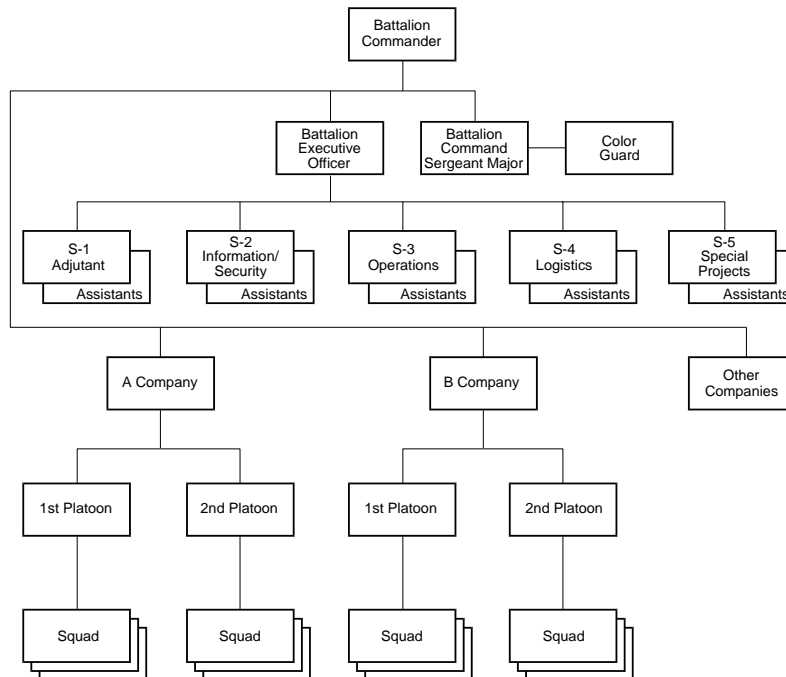 Battalion
Commander
Battalion
Executive
Officer
Battalion
Command
Sergeant Major
Color
Guard
S-1
Adjutant
Assistants
S-2
Information/
Security
Assistants
S-3
Operations
Assistants
S-4
Logistics
Assistants
S-5
Special
Projects
Assistants
A Company
B Company
Other
Companies
1st Platoon
2nd Platoon
1st Platoon
2nd Platoon
Squad
Squad
Squad
Squad